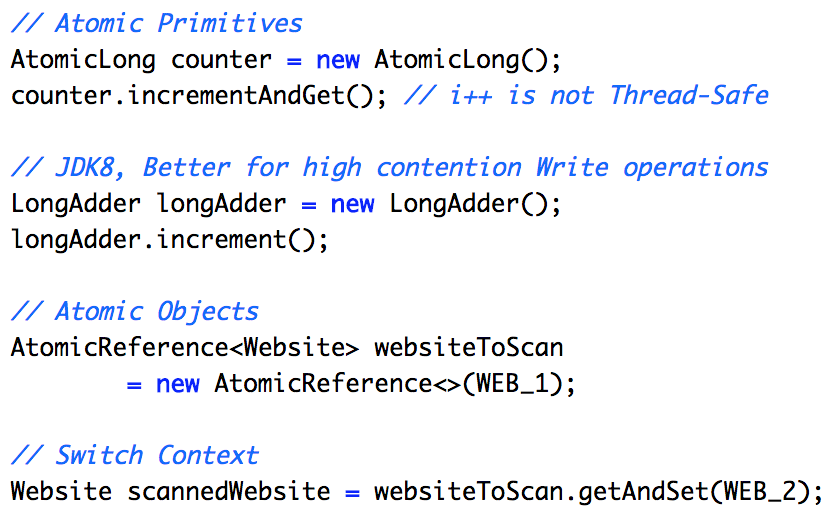 // Atomic Primitives
AtomicLong counter = new AtomicLong();
counter.incrementAndGet(); // i++ is not Thread-Safe
// JDK8, Better for high contention Write operations
LongAdder longAdder = new LongAdder();
longAdder.increment();
// Atomic Objects
AtomicReference<Website> websiteToScan
= new AtomicReference<>(WEB_1);
// Switch Context
Website scannedWebsite = websiteToScan.getAndSet(WEB_2);